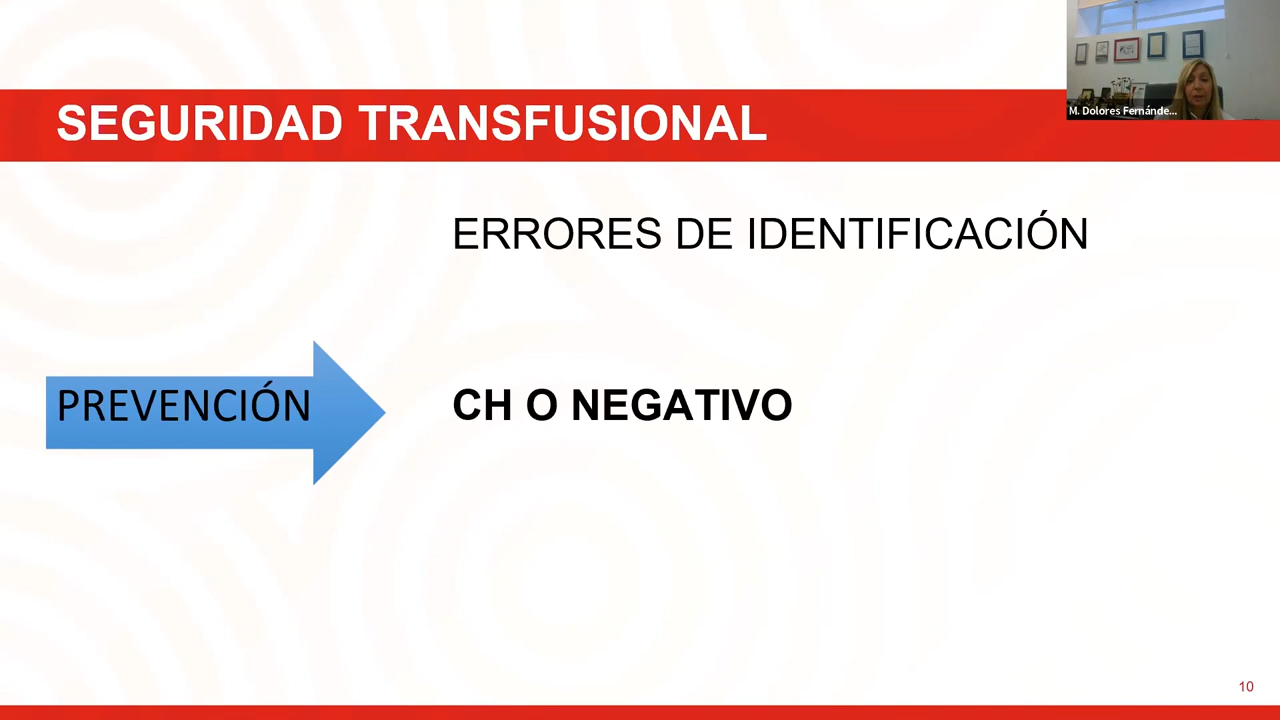 M. Dolores Fernánde...
SEGURIDAD TRANSFUSIONAL
ERRORES DE IDENTIFICACIÓN
PREVENCIÓN
CH O NEGATIVO
10